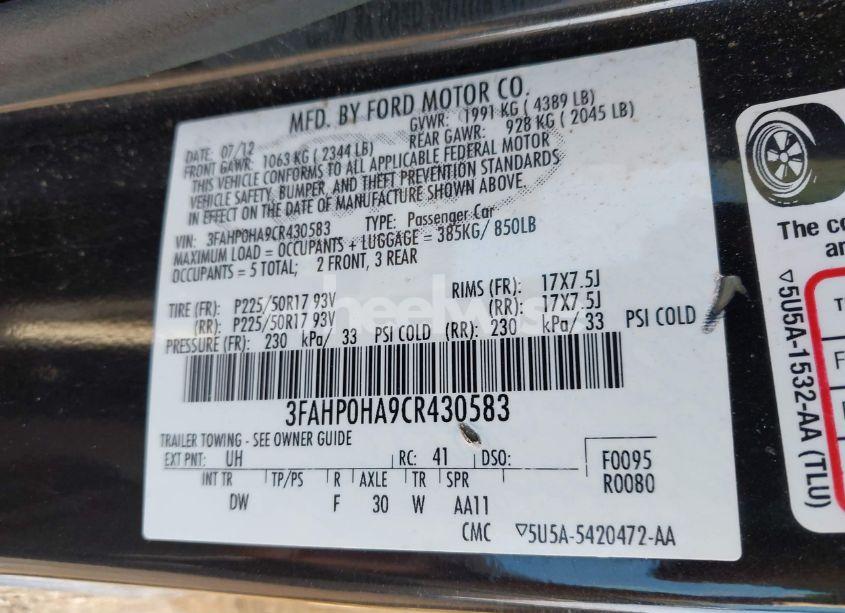 MFD. BY FORD MOTOR CO.
DATE: 07/12 GVWR: 1991 KG ( 4389 LB)
FRONT GAWR: 1063 KG ( 2344 LB) REAR GAWR: 928 KG ( 2045 LB)
THIS VEHICLE CONFORMS TO ALL APPLICABLE FEDERAL MOTOR
VEHICLE SAFETY, BUMPER, AND THEFT PREVENTION STANDARDS
IN EFFECT ON THE DATE OF MANUFACTURE SHOWN ABOVE.
VIN: 3FAHP0HA9CR430583 TYPE: Passenger Car
MAXIMUM LOAD = OCCUPANTS + LUGGAGE = 385KG/ 850LB
OCCUPANTS = 5 TOTAL; 2 FRONT, 3 REAR
TIRE (FR): P225/50R17 93V RIMS (FR): 17X7.5J
(RR): P225/50R17 93V (RR): 17X7.5J
PRESSURE (FR): 230 kPa/ 33 PSI COLD (RR): 230 kPa/ 33 PSI COLD
3FAHP0HA9CR430583
TRAILER TOWING - SEE OWNER GUIDE
EXT PNT: UH RC: 41 DSO: F0095
INT TR TP/PS R AXLE TR SPR R0080
DW F 30 W AA11
CMC ▽5U5A-5420472-AA
The co
an
▽5U5A-1532-AA (TLU)